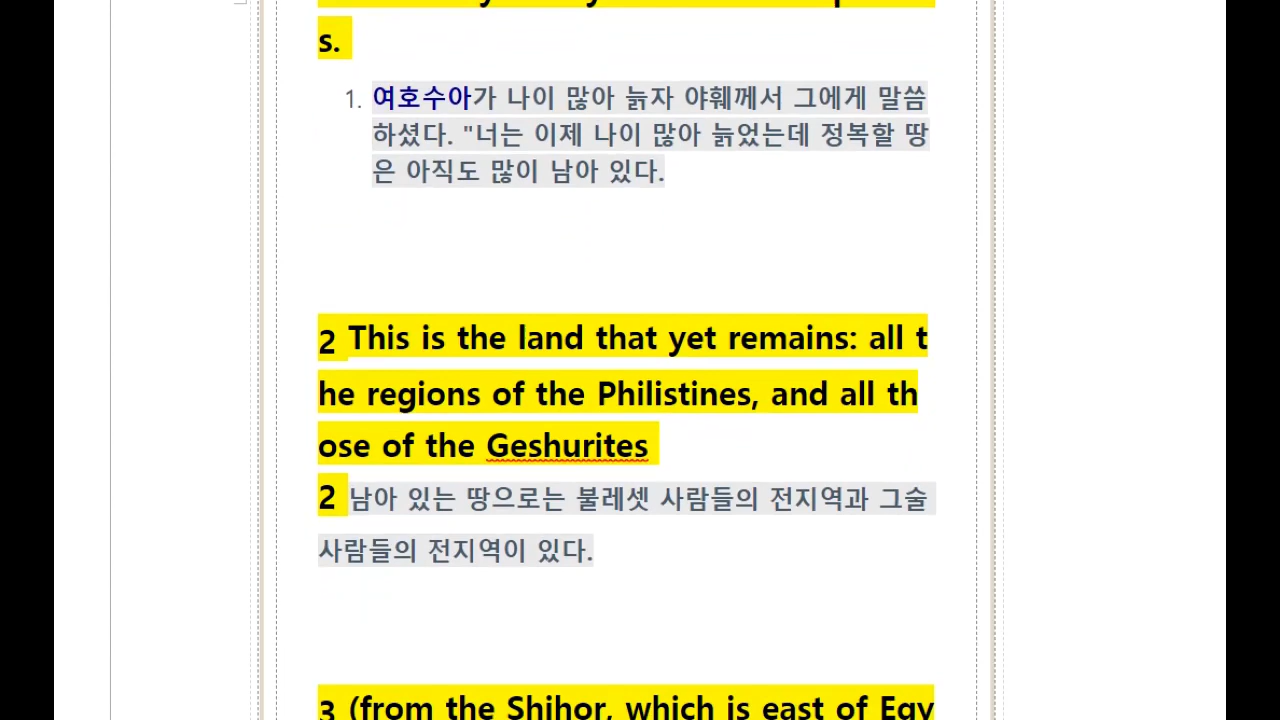 s.
1. 여호수아가 나이 많아 늙자 야훼께서 그에게 말씀
하셨다. "너는 이제 나이 많아 늙었는데 정복할 땅
은 아직도 많이 남아 있다.
2 This is the land that yet remains: all t
he regions of the Philistines, and all th
ose of the Geshurites
2 남아 있는 땅으로는 불레셋 사람들의 전지역과 그술
사람들의 전지역이 있다.
3 (from the Shihor, which is east of Egy